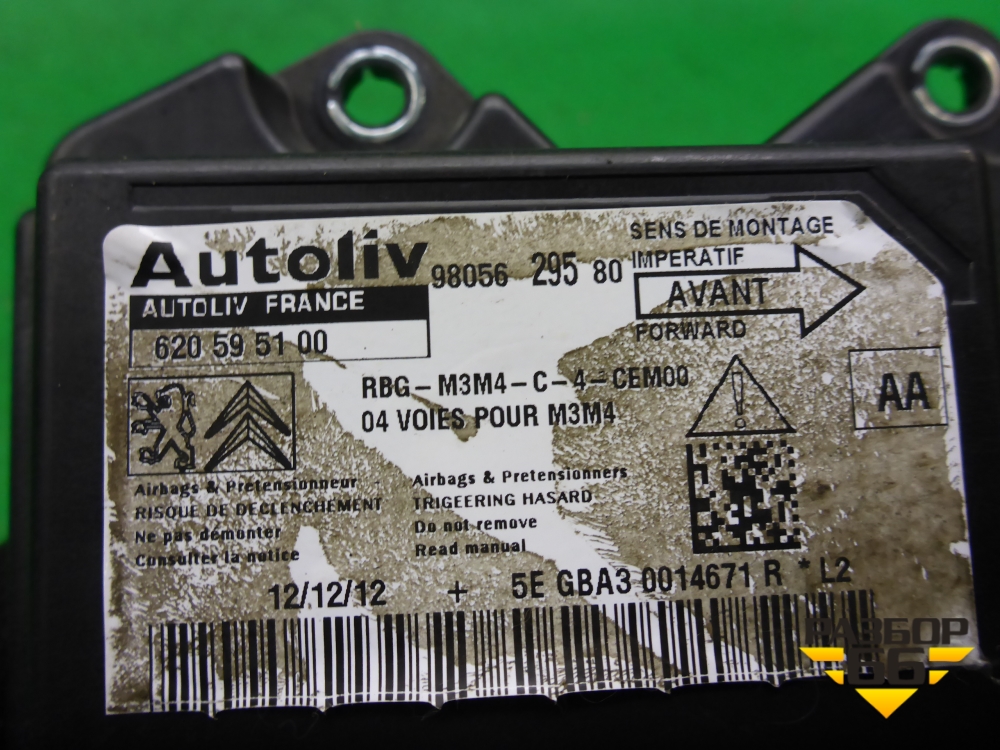 Autoliv
AUTOLIV FRANCE
620 59 51 00
98056 295 80
SENS DE MONTAGE
IMPERATIF
AVANT
FORWARD
RBG-M3M4-C-4-CEM00
04 VOIES POUR M3M4
AA
Airbags & Pretensionneur
RISQUE DE DECLENCHEMENT
Ne pas démonter
Consulter la notice
Airbags & Pretensionners
TRIGEERING HASARD
Do not remove
Read manual
12/12/12 + 5E GBA3 0014671 R * L2
РАЗБОР
66